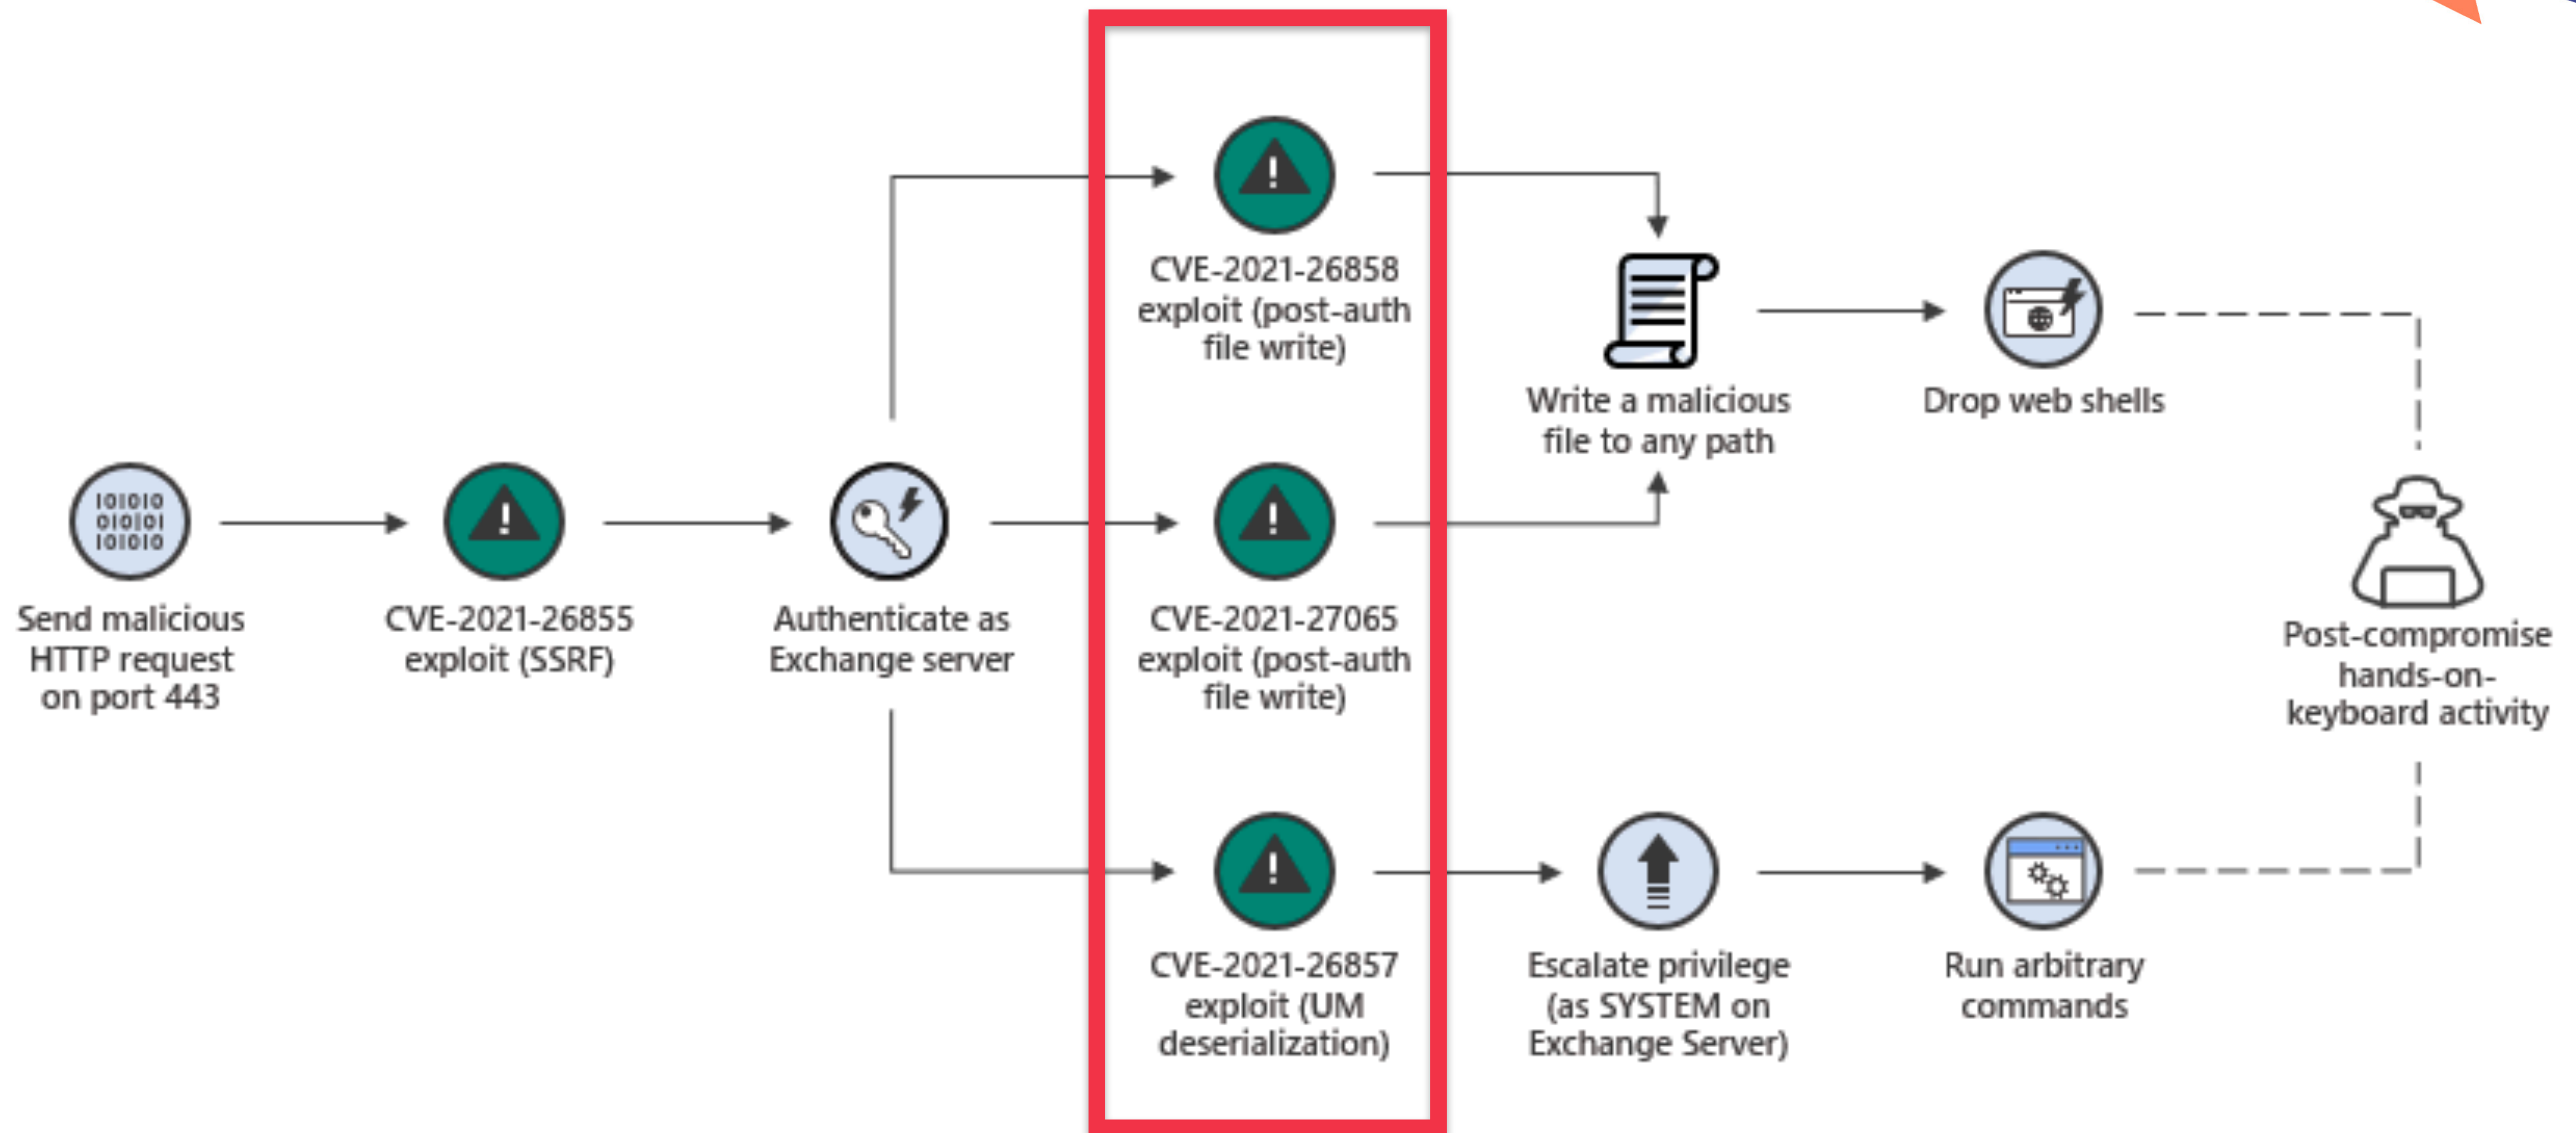 Send malicious
HTTP request
on port 443
CVE-2021-26855
exploit (SSRF)
Authenticate as
Exchange server
CVE-2021-26858
exploit (post-auth
file write)
CVE-2021-27065
exploit (post-auth
file write)
CVE-2021-26857
exploit (UM
deserialization)
Write a malicious
file to any path
Drop web shells
Escalate privilege
(as SYSTEM on
Exchange Server)
Run arbitrary
commands
Post-compromise
hands-on-
keyboard activity